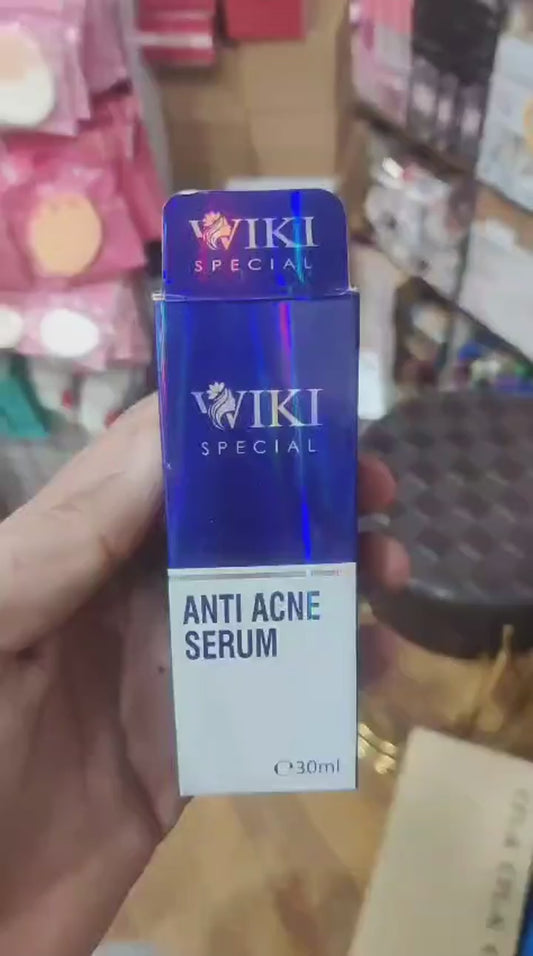 WIKI
SPECIAL
WIKI
SPECIAL
ANTI ACNE
SERUM
℮30ml